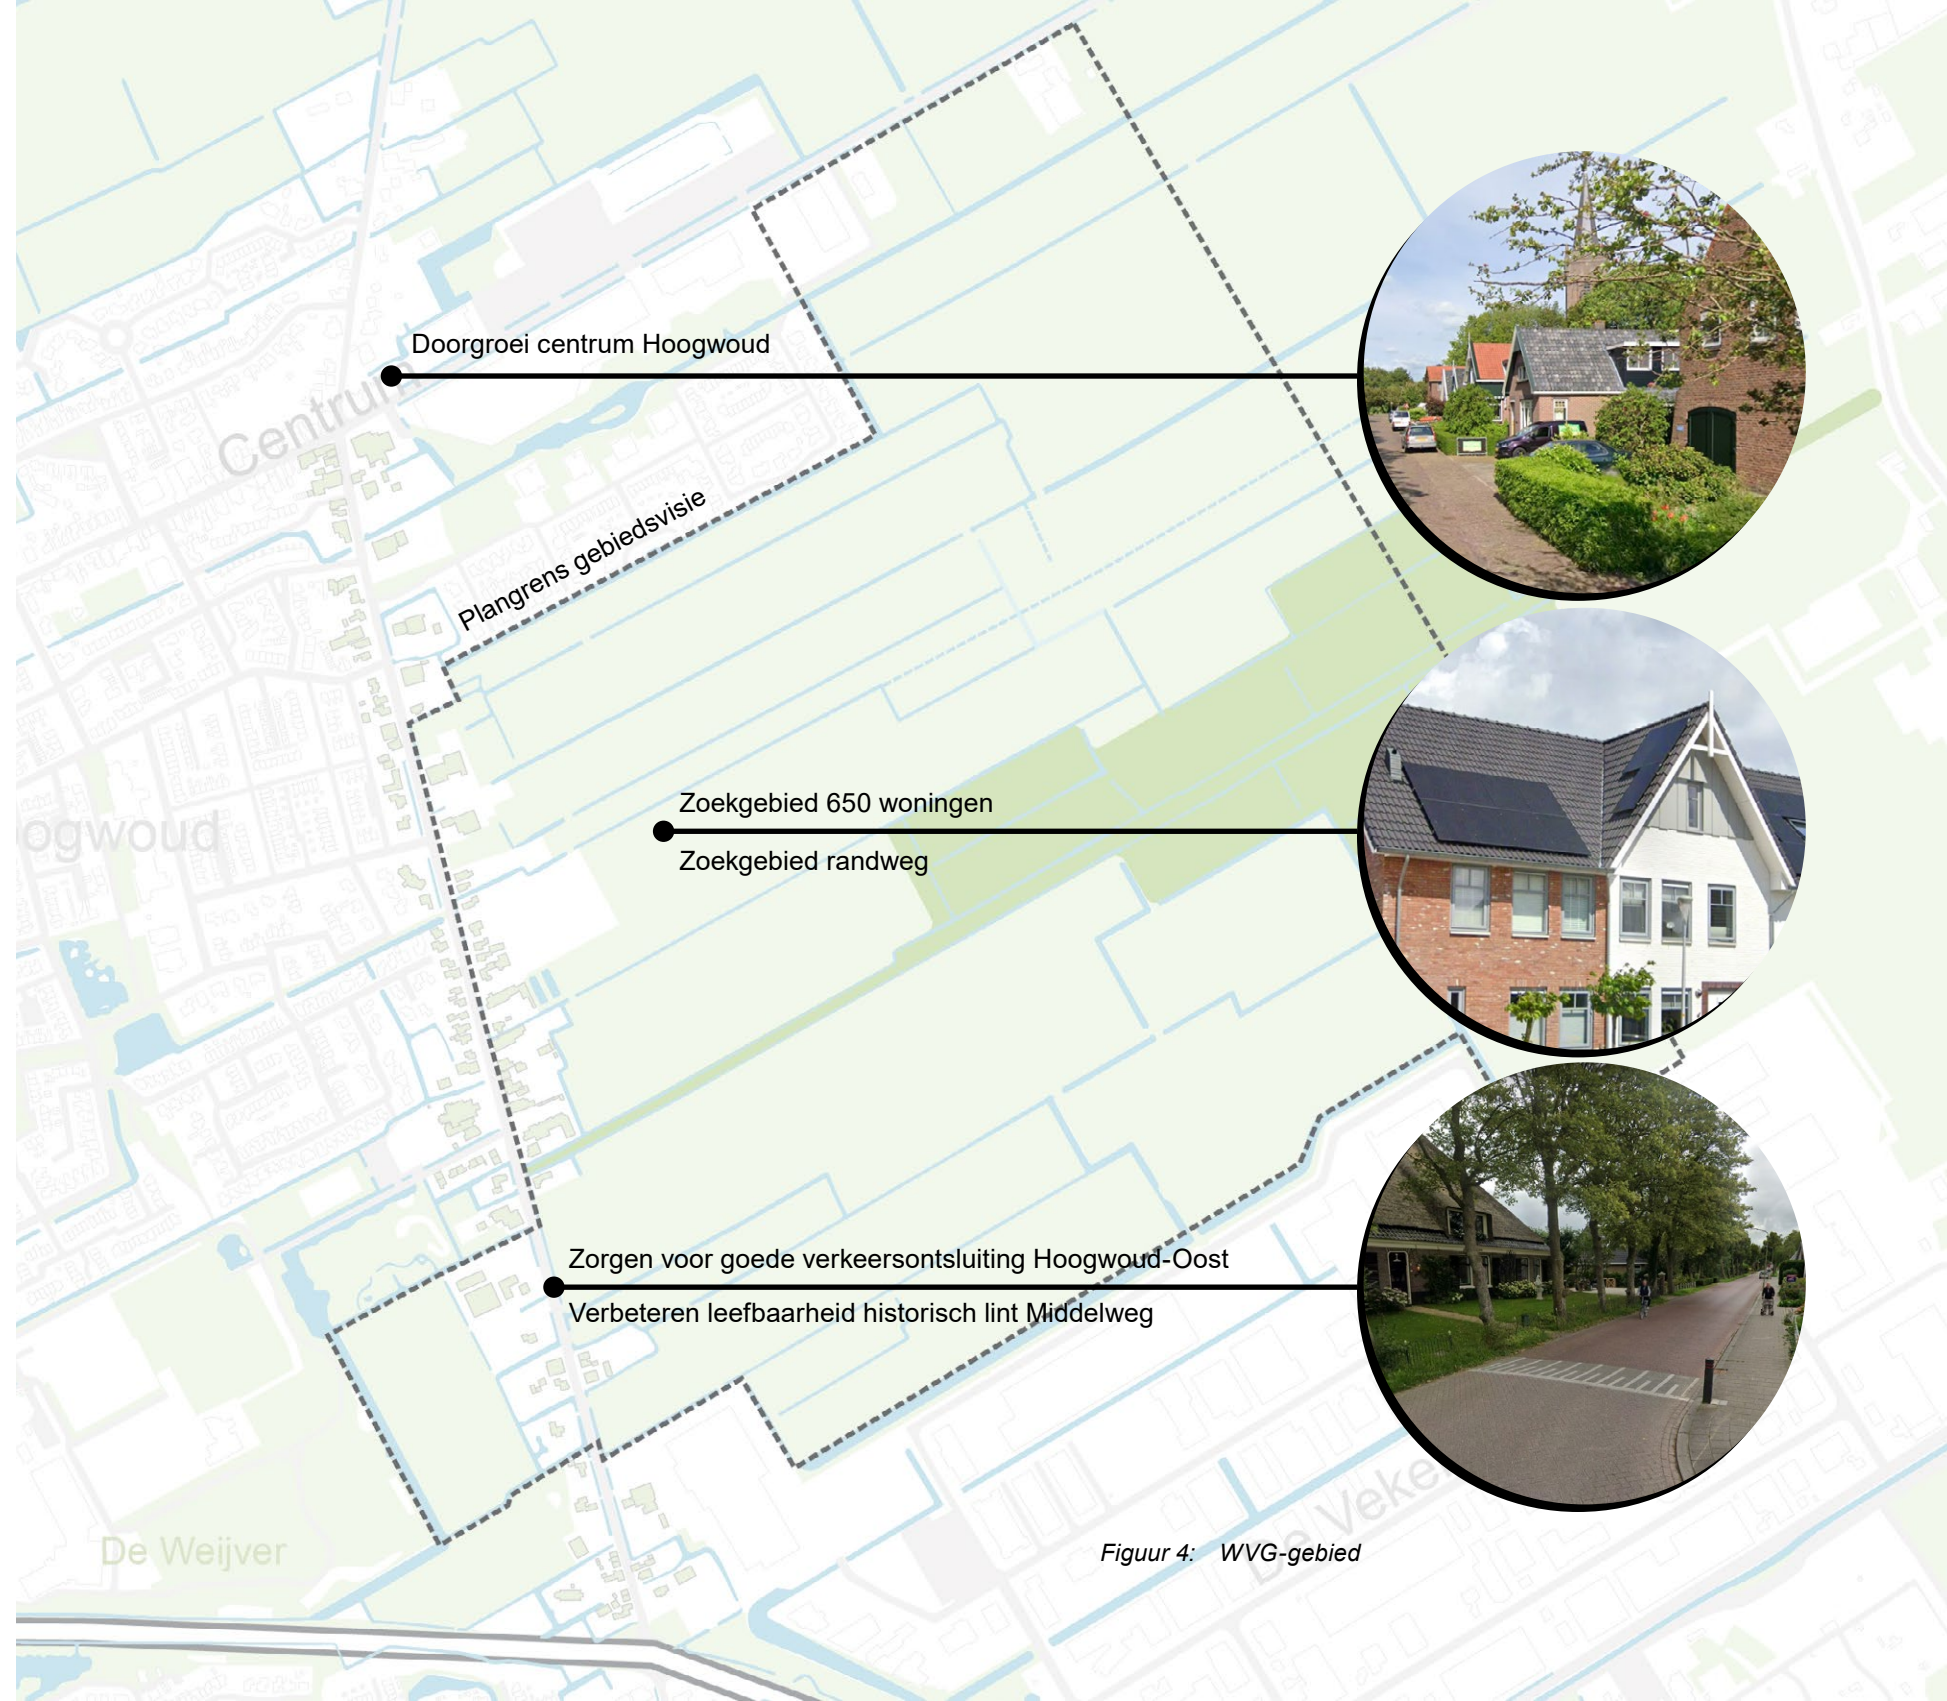 Doorgroei centrum Hoogwoud
Centrum
Plangrens gebiedsvisie
Zoekgebied 650 woningen
Zoekgebied randweg
ogwoud
Zorgen voor goede verkeersontsluiting Hoogwoud-Oost
Verbeteren leefbaarheid historisch lint Middelweg
De Veke
De Weijver
Figuur 4: WVG-gebied